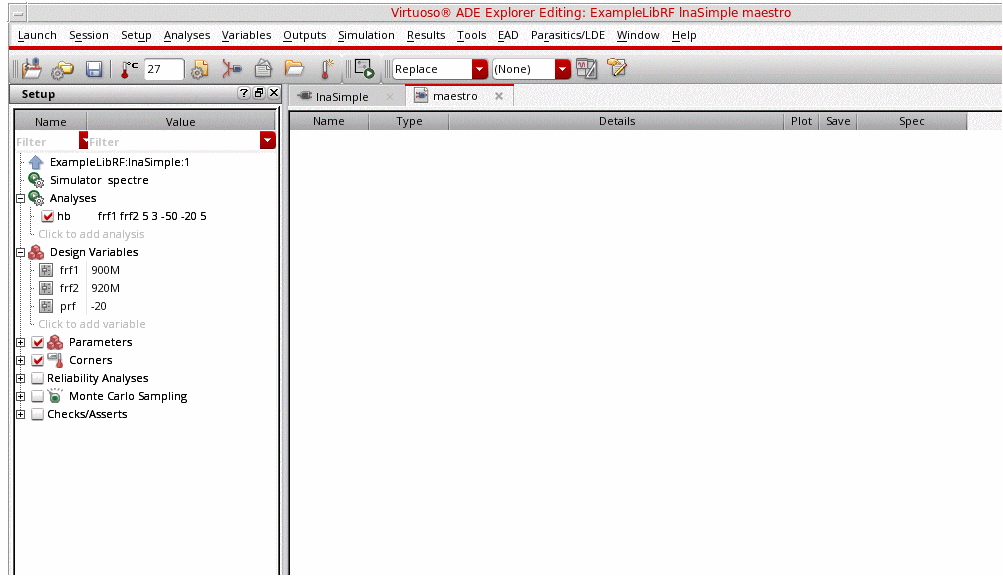 Virtuoso® ADE Explorer Editing: ExampleLibRF lnaSimple maestro
Launch Session Setup Analyses Variables Outputs Simulation Results Tools EAD Parasitics/LDE Window Help
°C 27 Replace (None)
Setup
lnaSimple maestro
Name Value
Name Type Details Plot Save Spec
Filter Filter
ExampleLibRF:lnaSimple:1
Simulator spectre
Analyses
hb frf1 frf2 5 3 -50 -20 5
Click to add analysis
Design Variables
frf1 900M
frf2 920M
prf -20
Click to add variable
Parameters
Corners
Reliability Analyses
Monte Carlo Sampling
Checks/Asserts